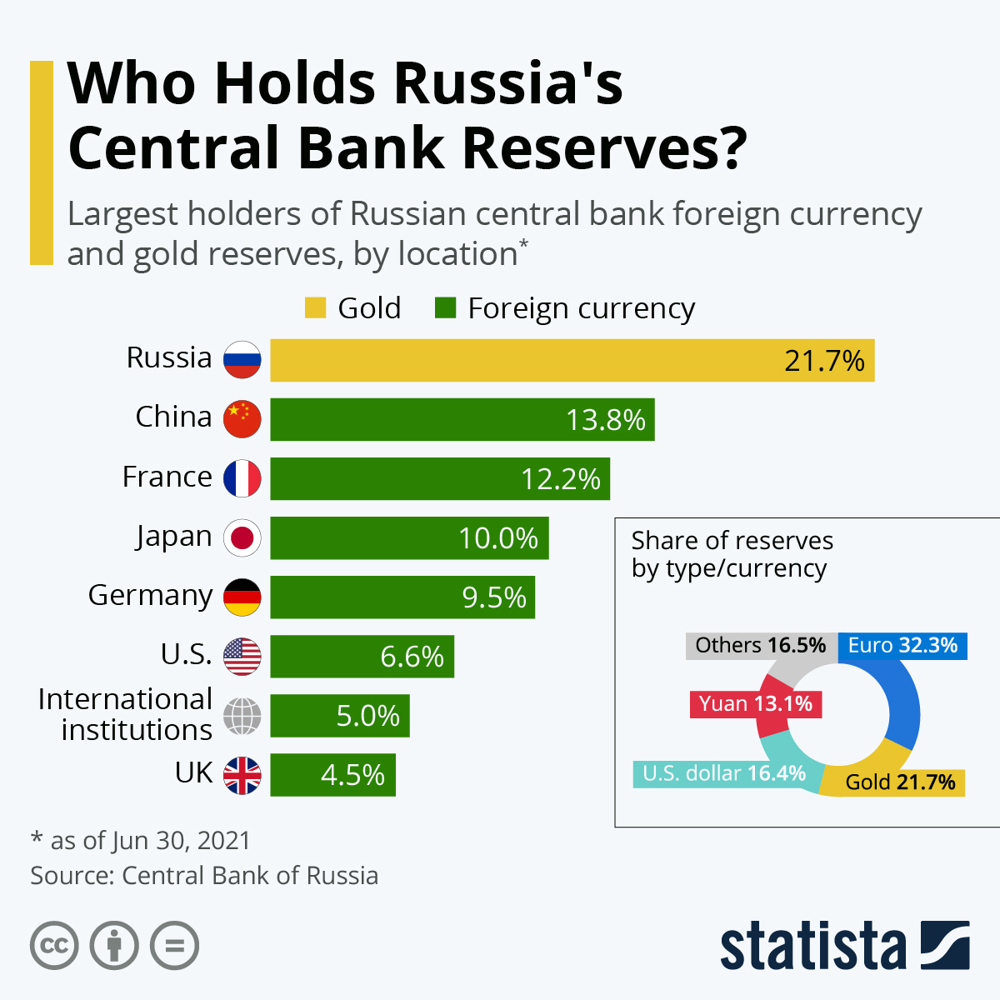 Who Holds Russia's
Central Bank Reserves?
Largest holders of Russian central bank foreign currency
and gold reserves, by location*
Gold
Foreign currency
Russia 21.7%
China 13.8%
France 12.2%
Japan 10.0%
Germany 9.5%
U.S. 6.6%
International
institutions 5.0%
UK 4.5%
Share of reserves
by type/currency
Others 16.5%
Euro 32.3%
Yuan 13.1%
U.S. dollar 16.4%
Gold 21.7%
* as of Jun 30, 2021
Source: Central Bank of Russia
cc
statista